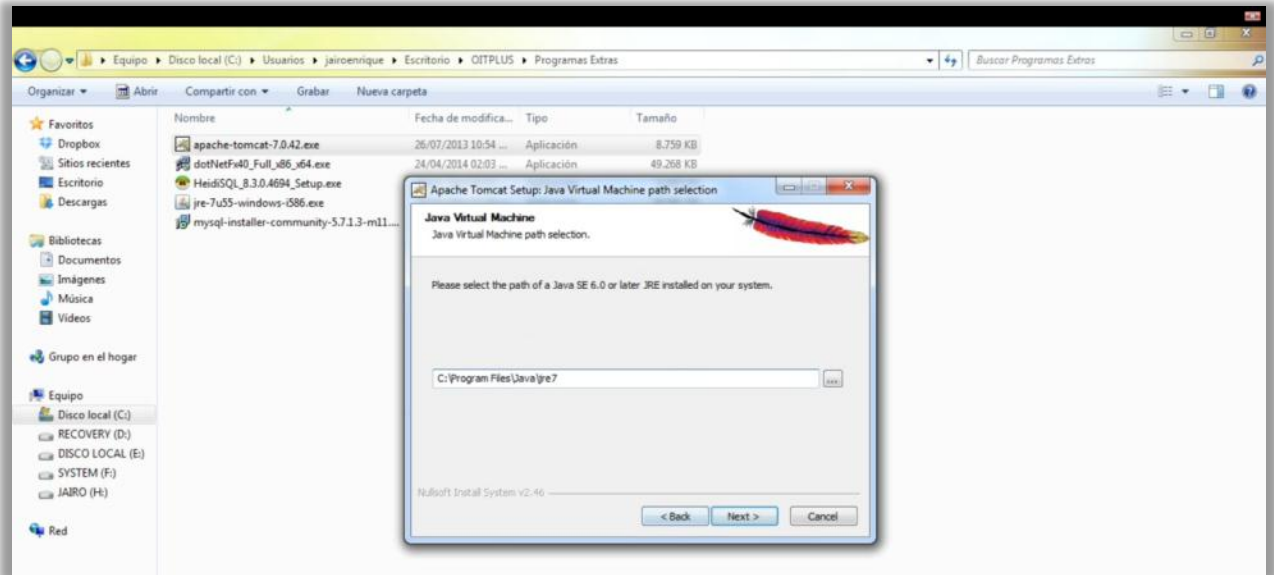 Equipo ▸ Disco local (C:) ▸ Usuarios ▸ jairoenrique ▸ Escritorio ▸ OITPLUS ▸ Programas Extras
Buscar Programas Extras
Organizar Abrir Compartir con Grabar Nueva carpeta
Nombre Fecha de modifica... Tipo Tamaño
apache-tomcat-7.0.42.exe 26/07/2013 10:54 ... Aplicación 8.759 KB
dotNetFx40_Full_x86_x64.exe 24/04/2014 02:03 ... Aplicación 49.268 KB
HeidiSQL_8.3.0.4694_Setup.exe
jre-7u55-windows-i586.exe
mysql-installer-community-5.7.1.3-m11....
Favoritos
Dropbox
Sitios recientes
Escritorio
Descargas
Bibliotecas
Documentos
Imágenes
Música
Vídeos
Grupo en el hogar
Equipo
Disco local (C:)
RECOVERY (D:)
DISCO LOCAL (E:)
SYSTEM (F:)
JAIRO (H:)
Red
Apache Tomcat Setup: Java Virtual Machine path selection
Java Virtual Machine
Java Virtual Machine path selection.
Please select the path of a Java SE 6.0 or later JRE installed on your system.
C:\Program Files\Java\jre7
...
Nullsoft Install System v2.46
< Back Next > Cancel